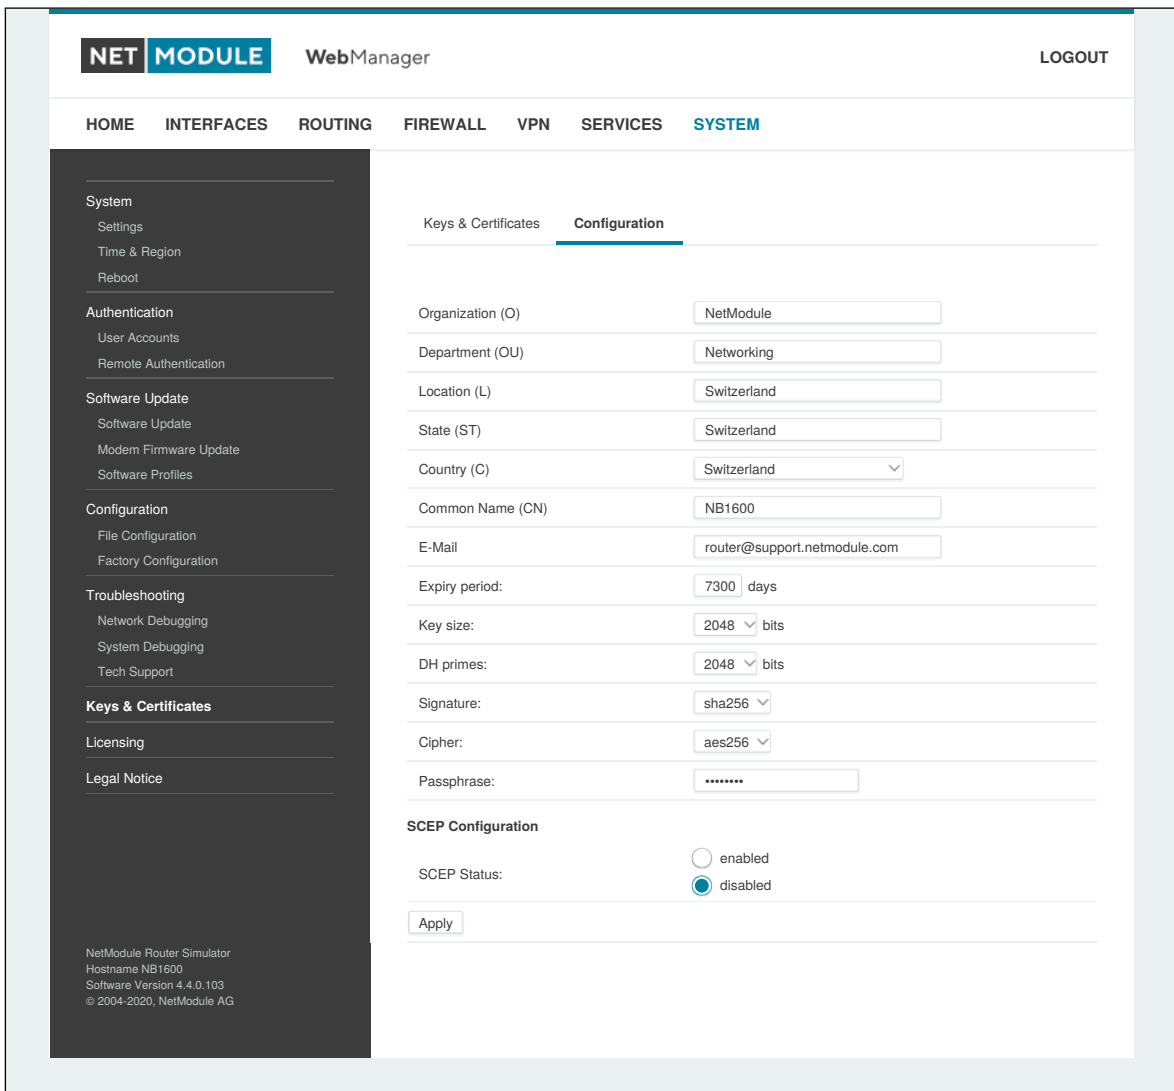 NET MODULE WebManager LOGOUT
HOME INTERFACES ROUTING FIREWALL VPN SERVICES SYSTEM
System
Settings
Time & Region
Reboot
Authentication
User Accounts
Remote Authentication
Software Update
Software Update
Modem Firmware Update
Software Profiles
Configuration
File Configuration
Factory Configuration
Troubleshooting
Network Debugging
System Debugging
Tech Support
Keys & Certificates
Licensing
Legal Notice
NetModule Router Simulator
Hostname NB1600
Software Version 4.4.0.103
© 2004-2020, NetModule AG
Keys & Certificates Configuration
Organization (O) NetModule
Department (OU) Networking
Location (L) Switzerland
State (ST) Switzerland
Country (C) Switzerland
Common Name (CN) NB1600
E-Mail router@support.netmodule.com
Expiry period: 7300 days
Key size: 2048 bits
DH primes: 2048 bits
Signature: sha256
Cipher: aes256
Passphrase: ••••••••
SCEP Configuration
SCEP Status: enabled
disabled
Apply